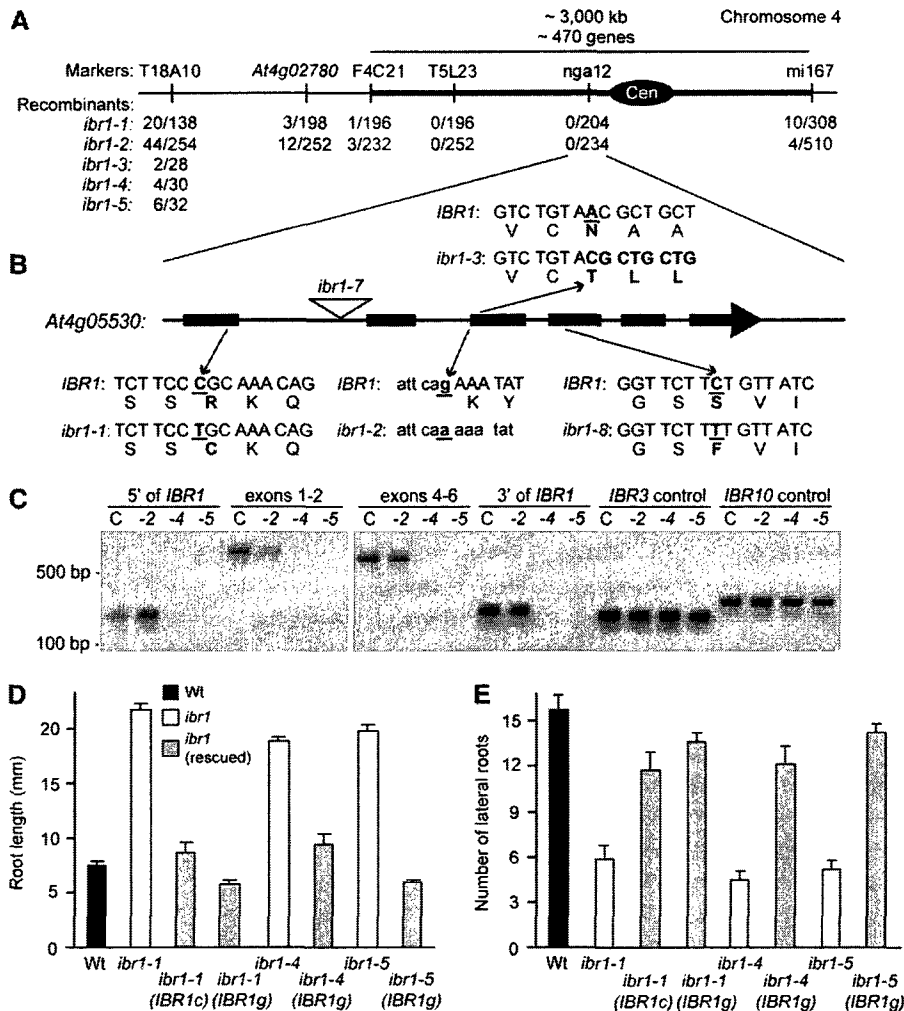 A
~ 3,000 kb
~ 470 genes
Chromosome 4
Markers: T18A10 At4g02780 F4C21 T5L23 nga12 Cen mi167
Recombinants:
ibr1-1: 20/138 3/198 1/196 0/196 0/204 10/308
ibr1-2: 44/254 12/252 3/232 0/252 0/234 4/510
ibr1-3: 2/28
ibr1-4: 4/30
ibr1-5: 6/32
IBR1: GTC TGT AAC GCT GCT
V C N A A
B
ibr1-3: GTC TGT ACG CTG CTG
V C T L L
ibr1-7
At4g05530:
IBR1: TCT TCC CGC AAA CAG
S S R K Q
ibr1-1: TCT TCC TGC AAA CAG
S S C K Q
IBR1: att cag AAA TAT
K Y
ibr1-2: att caa aaa tat
IBR1: GGT TCT TCT GTT ATC
G S S V I
ibr1-8: GGT TCT TTT GTT ATC
G S F V I
C
5' of IBR1 exons 1-2 exons 4-6 3' of IBR1 IBR3 control IBR10 control
C -2 -4 -5 C -2 -4 -5 C -2 -4 -5 C -2 -4 -5 C -2 -4 -5 C -2 -4 -5
500 bp
100 bp
D
Root length (mm)
20
15
10
5
0
Wt
ibr1
ibr1
(rescued)
Wt ibr1-1 ibr1-1 (IBR1c) ibr1-1 (IBR1g) ibr1-4 ibr1-4 (IBR1g) ibr1-5 ibr1-5 (IBR1g)
E
Number of lateral roots
15
12
9
6
3
0
Wt ibr1-1 ibr1-1 (IBR1c) ibr1-1 (IBR1g) ibr1-4 ibr1-4 (IBR1g) ibr1-5 ibr1-5 (IBR1g)